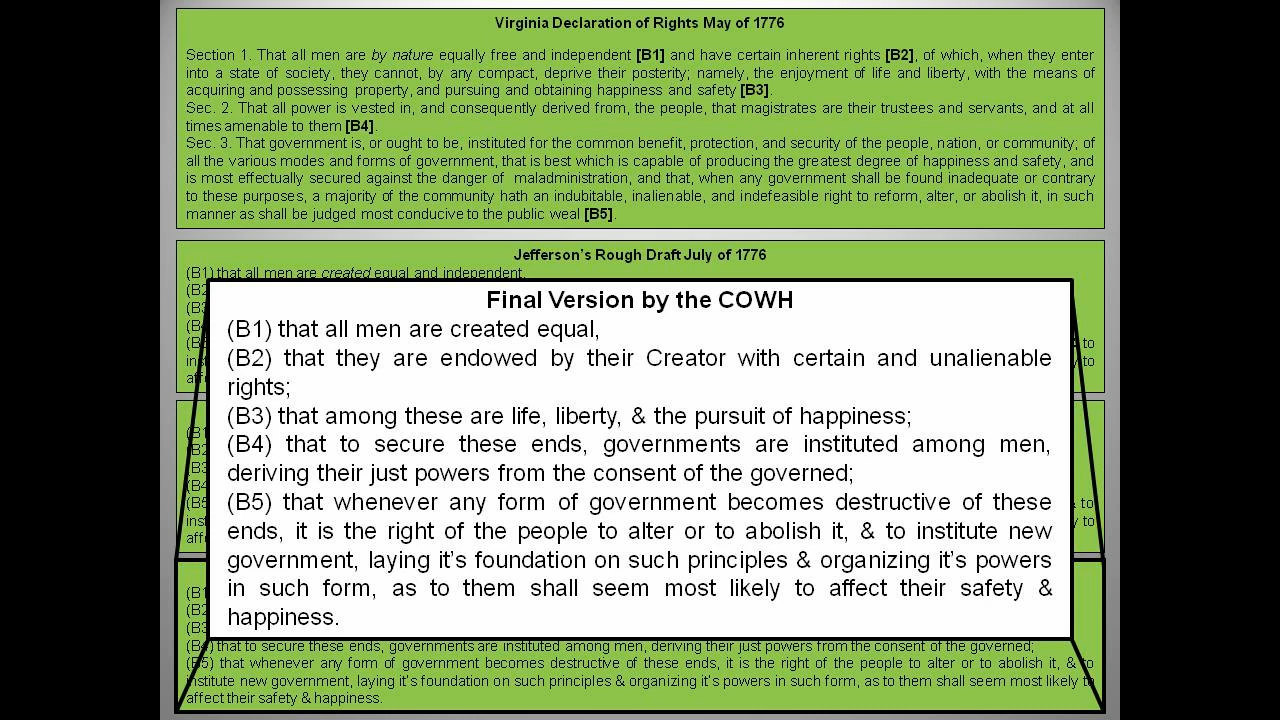 Virginia Declaration of Rights May of 1776
Section 1. That all men are by nature equally free and independent [B1] and have certain inherent rights [B2], of which, when they enter
into a state of society, they cannot, by any compact, deprive their posterity; namely, the enjoyment of life and liberty, with the means of
acquiring and possessing property, and pursuing and obtaining happiness and safety [B3].
Sec. 2. That all power is vested in, and consequently derived from, the people, that magistrates are their trustees and servants, and at all
times amenable to them [B4].
Sec. 3. That government is, or ought to be, instituted for the common benefit, protection, and security of the people, nation, or community; of
all the various modes and forms of government, that is best which is capable of producing the greatest degree of happiness and safety, and
is most effectually secured against the danger of maladministration, and that, when any government shall be found inadequate or contrary
to these purposes, a majority of the community hath an indubitable, inalienable, and indefeasible right to reform, alter, or abolish it, in such
manner as shall be judged most conducive to the public weal [B5].
Jefferson's Rough Draft July of 1776
(B1) that all men are created equal and independent,
Final Version by the COWH
(B1) that all men are created equal,
(B2) that they are endowed by their Creator with certain and unalienable
rights;
(B3) that among these are life, liberty, & the pursuit of happiness;
(B4) that to secure these ends, governments are instituted among men,
deriving their just powers from the consent of the governed;
(B5) that whenever any form of government becomes destructive of these
ends, it is the right of the people to alter or to abolish it, & to institute new
government, laying it's foundation on such principles & organizing it's powers
in such form, as to them shall seem most likely to affect their safety &
happiness.
(B4) that to secure these ends, governments are instituted among men, deriving their just powers from the consent of the governed;
(B5) that whenever any form of government becomes destructive of these ends, it is the right of the people to alter or to abolish it, & to
institute new government, laying it's foundation on such principles & organizing it's powers in such form, as to them shall seem most likely to
affect their safety & happiness.